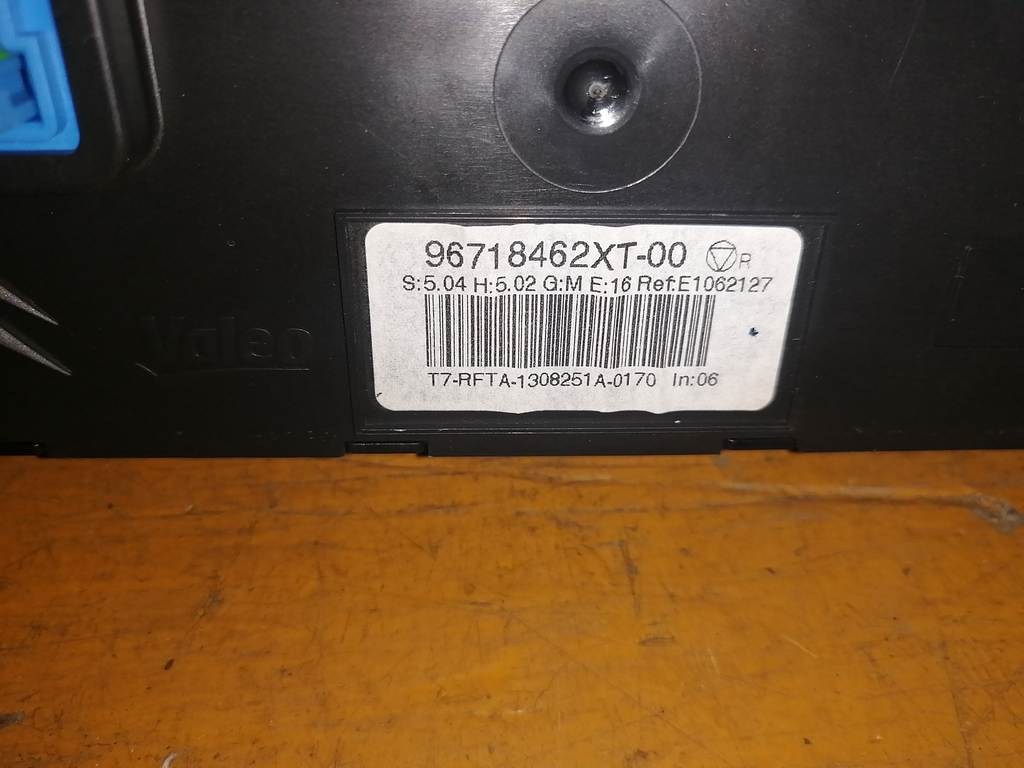 96718462XT-00 R
S:5.04 H:5.02 G:M E:16 Ref:E1062127
T7-RFTA-1308251A-0170 In:06
Valeo